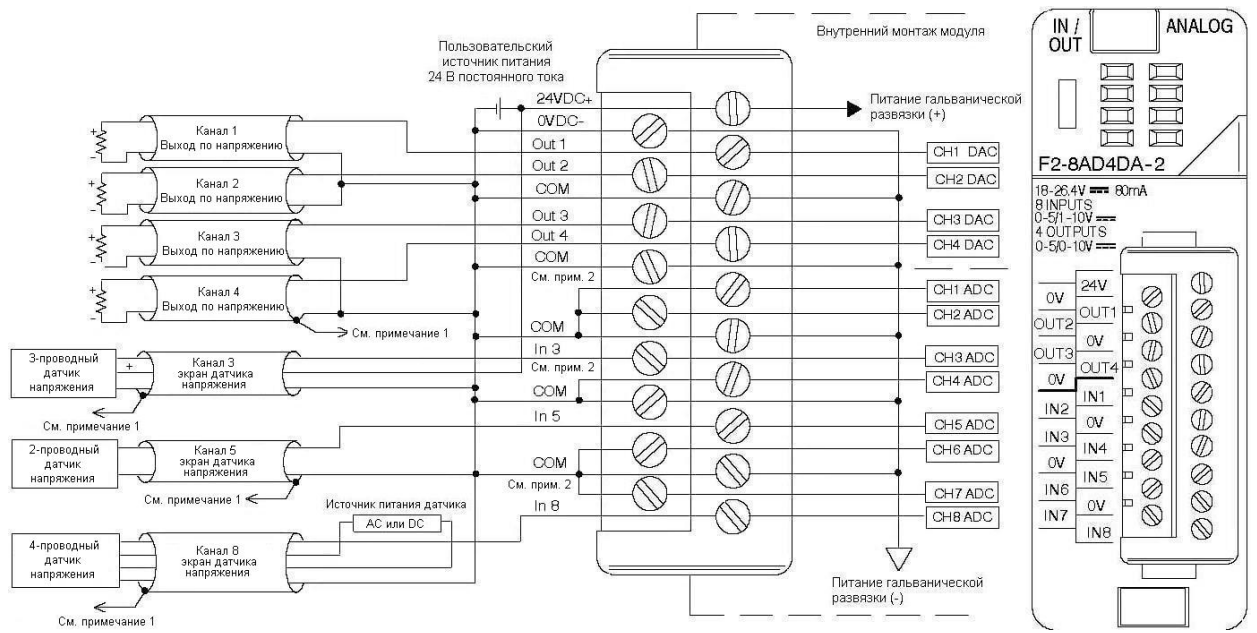 Пользовательский
источник питания
24 В постоянного тока
Внутренний монтаж модуля
24VDC+
0VDC-
Out 1
Out 2
COM
Out 3
Out 4
COM
См. прим. 2
COM
In 3
См. прим. 2
COM
In 5
COM
См. прим. 2
In 8
Канал 1
Выход по напряжению
Канал 2
Выход по напряжению
Канал 3
Выход по напряжению
Канал 4
Выход по напряжению
+
-
+
-
+
-
+
-
См. примечание 1
3-проводный
датчик
напряжения
+
Канал 3
экран датчика
напряжения
См. примечание 1
2-проводный
датчик
напряжения
Канал 5
экран датчика
напряжения
См. примечание 1
Источник питания датчика
AC или DC
4-проводный
датчик
напряжения
Канал 8
экран датчика
напряжения
См. примечание 1
Питание гальванической
развязки (+)
CH1 DAC
CH2 DAC
CH3 DAC
CH4 DAC
CH1 ADC
CH2 ADC
CH3 ADC
CH4 ADC
CH5 ADC
CH6 ADC
CH7 ADC
CH8 ADC
Питание гальванической
развязки (-)
IN /
OUT
ANALOG
F2-8AD4DA-2
18-26.4V 80mA
8 INPUTS
0-5/1-10V
4 OUTPUTS
0-5/0-10V
24V
0V
OUT1
OUT2
0V
OUT3
OUT4
0V
IN1
IN2
0V
IN3
IN4
0V
IN5
IN6
0V
IN7
IN8